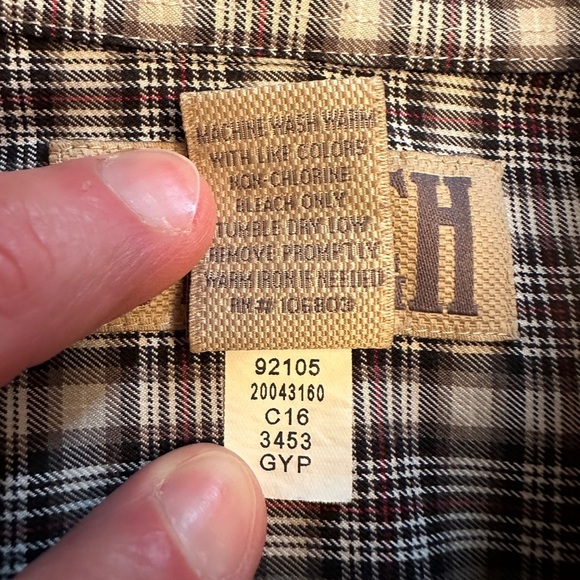 MACHINE WASH WARM
WITH LIKE COLORS
NON-CHLORINE
BLEACH ONLY
TUMBLE DRY LOW
REMOVE PROMPTLY
WARM IRON IF NEEDED
RN# 106803
H
92105
20043160
C16
3453
GYP